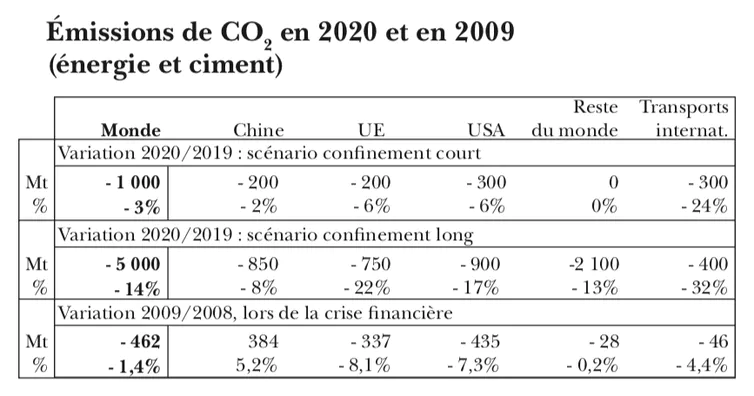 Émissions de CO2 en 2020 et en 2009
(énergie et ciment)
Reste Transports
Monde Chine UE USA du monde internat.
Variation 2020/2019 : scénario confinement court
Mt - 1 000 - 200 - 200 - 300 0 - 300
% - 3% - 2% - 6% - 6% 0% - 24%
Variation 2020/2019 : scénario confinement long
Mt - 5 000 - 850 - 750 - 900 -2 100 - 400
% - 14% - 8% - 22% - 17% - 13% - 32%
Variation 2009/2008, lors de la crise financière
Mt - 462 384 - 337 - 435 - 28 - 46
% - 1,4% 5,2% - 8,1% - 7,3% - 0,2% - 4,4%